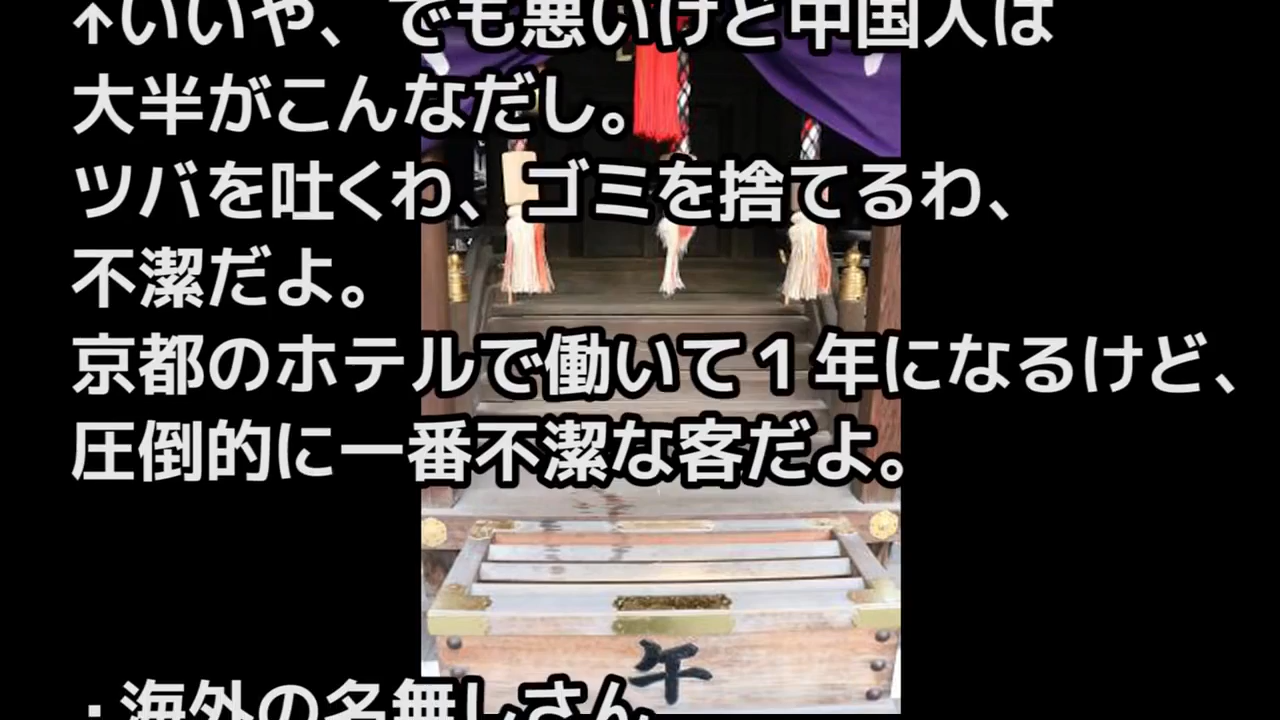 ↑いいや、でも悪いけど中国人は
大半がこんなだし。
ツバを吐くわ、ゴミを捨てるわ、
不潔だよ。
京都のホテルで働いて１年になるけど、
圧倒的に一番不潔な客だよ。
午
・海外の名無しさん